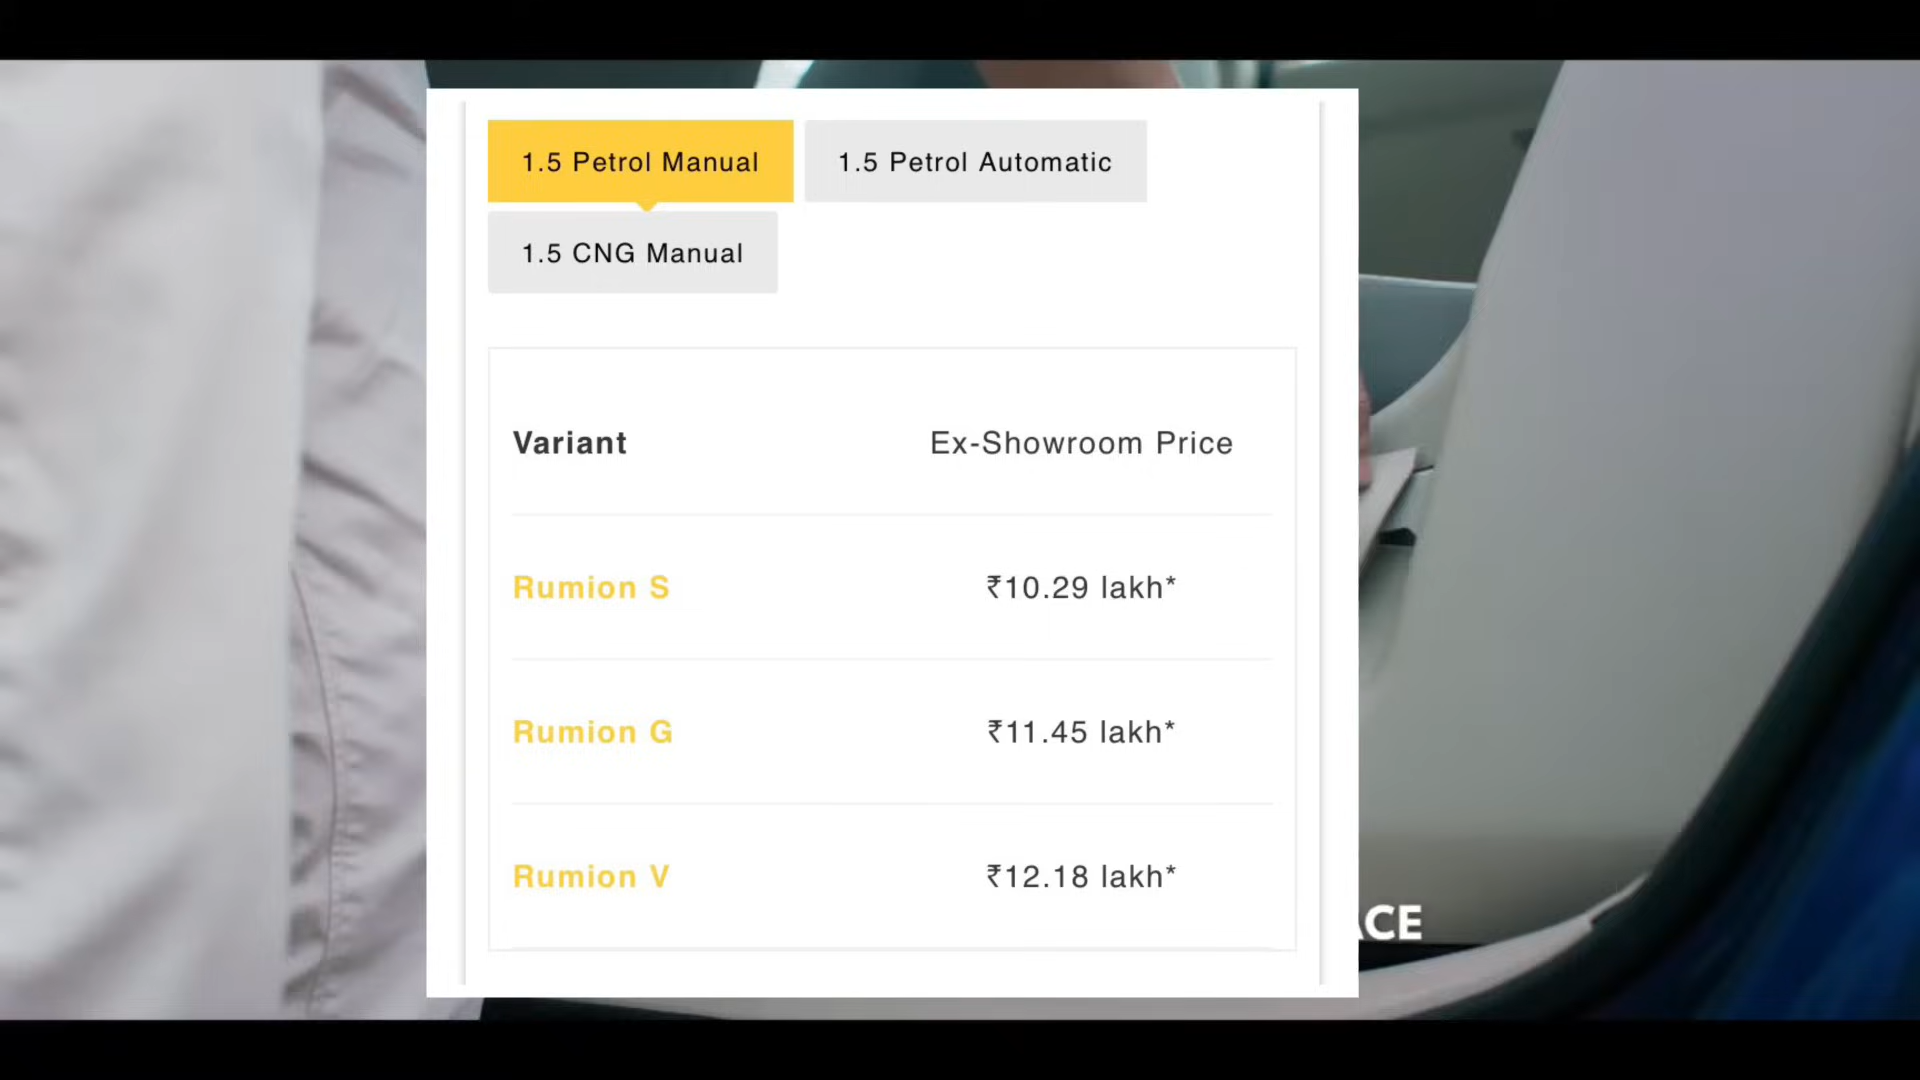 1.5 Petrol Manual
1.5 Petrol Automatic
1.5 CNG Manual
Variant Ex-Showroom Price
Rumion S ₹10.29 lakh*
Rumion G ₹11.45 lakh*
Rumion V ₹12.18 lakh*